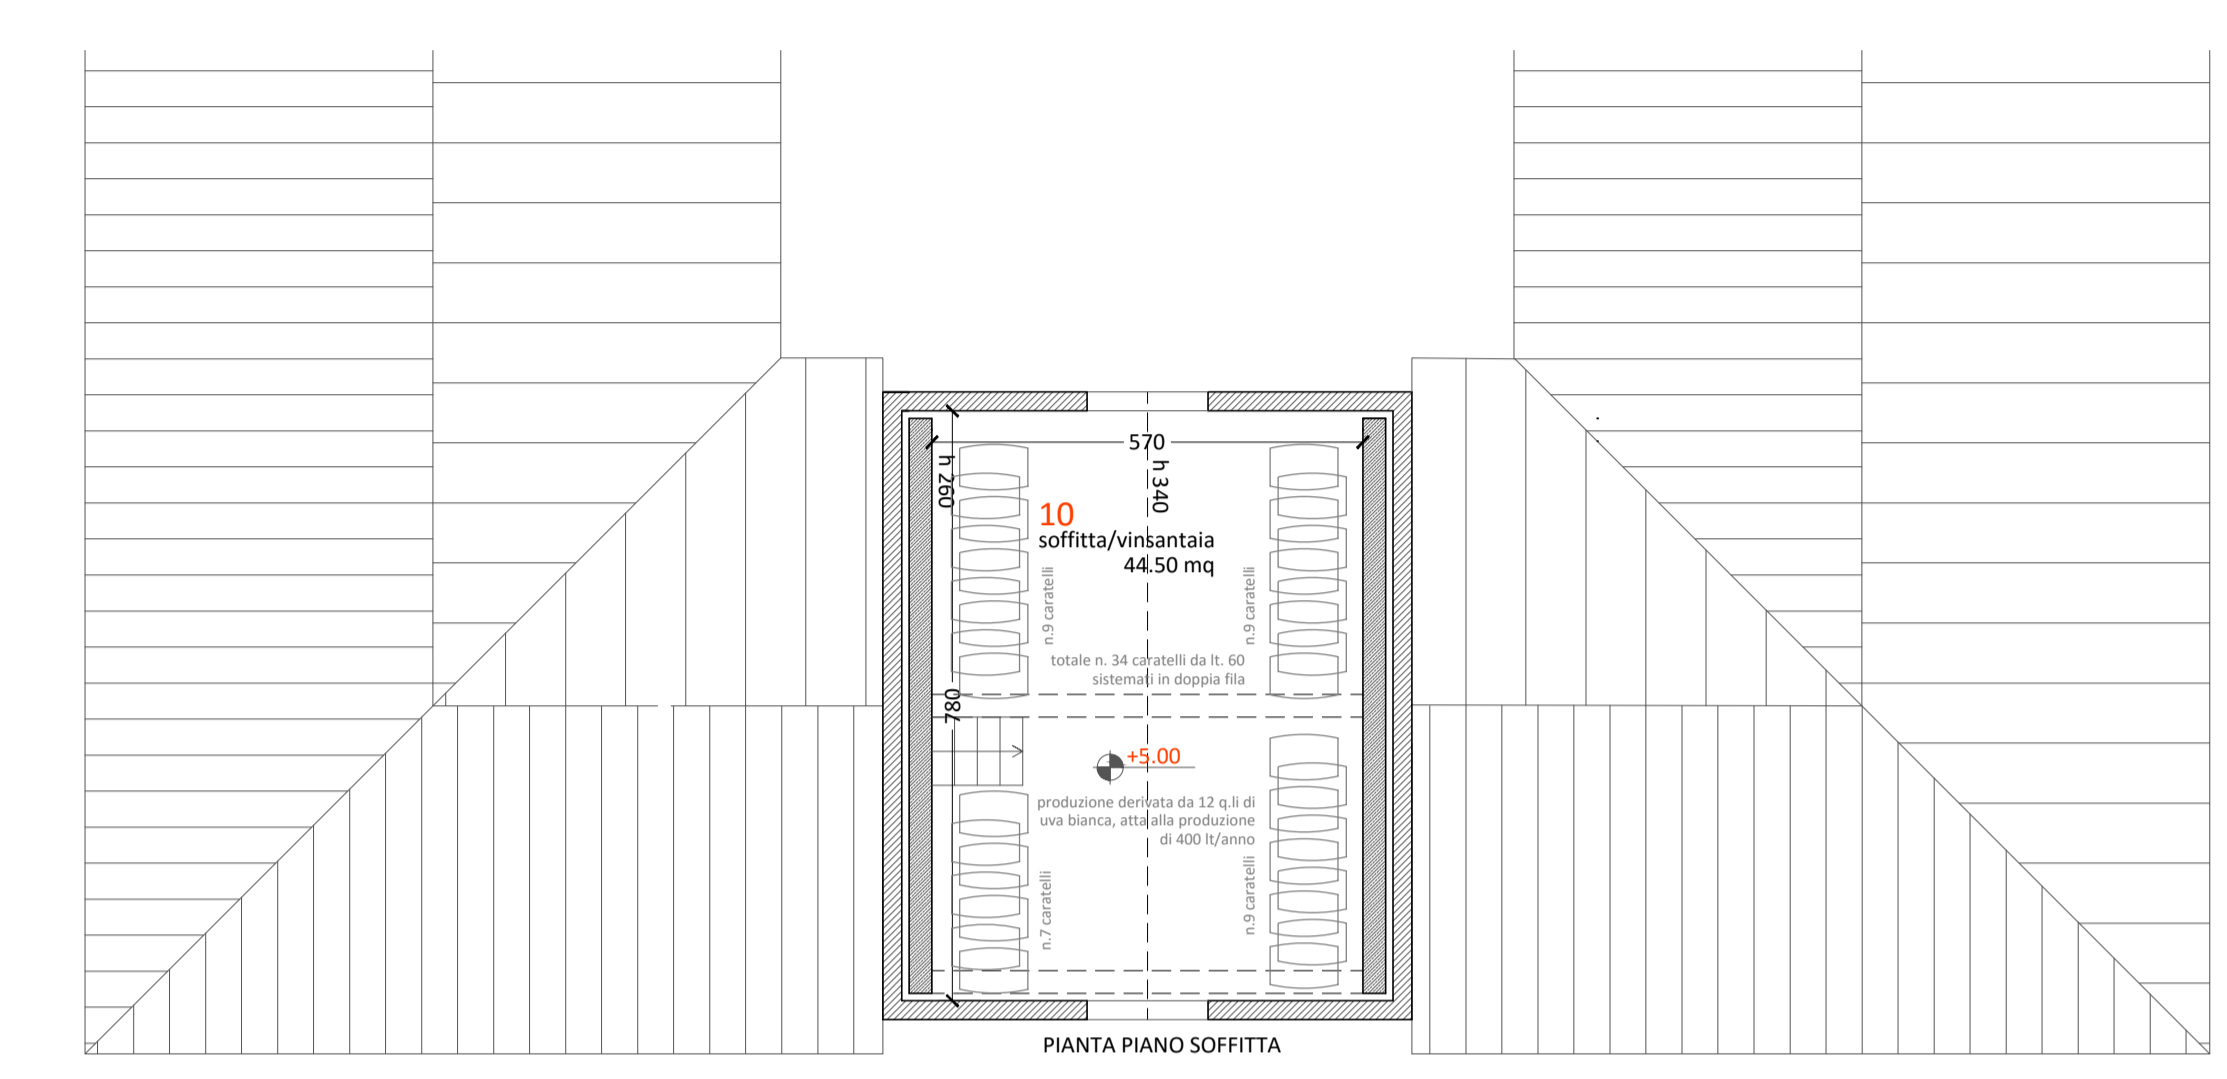 570
h 260
h 340
10
soffitta/vinsantaia
44.50 mq
n.9 caratelli
n.9 caratelli
totale n. 34 caratelli da lt. 60
sistemati in doppia fila
780
+5.00
produzione derivata da 12 q.li di
uva bianca, atta alla produzione
di 400 lt/anno
n.7 caratelli
n.9 caratelli
PIANTA PIANO SOFFITTA